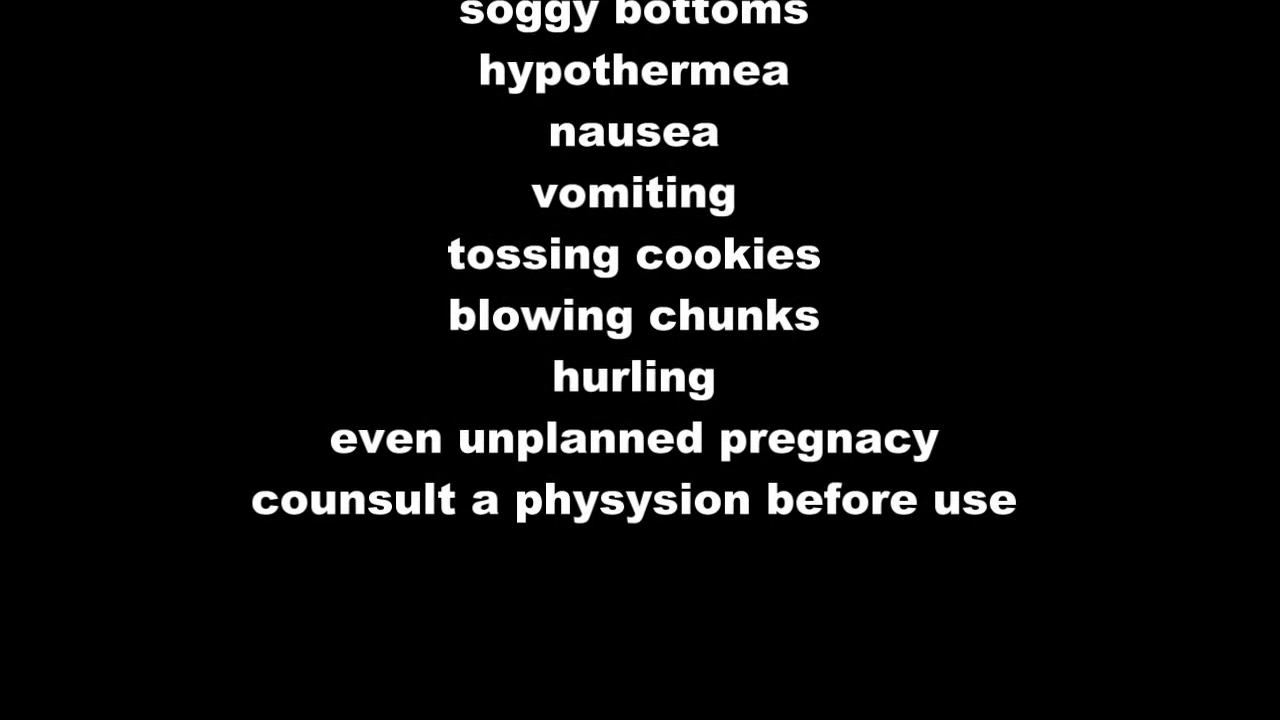 soggy bottoms
hypothermea
nausea
vomiting
tossing cookies
blowing chunks
hurling
even unplanned pregnacy
counsult a physysion before use